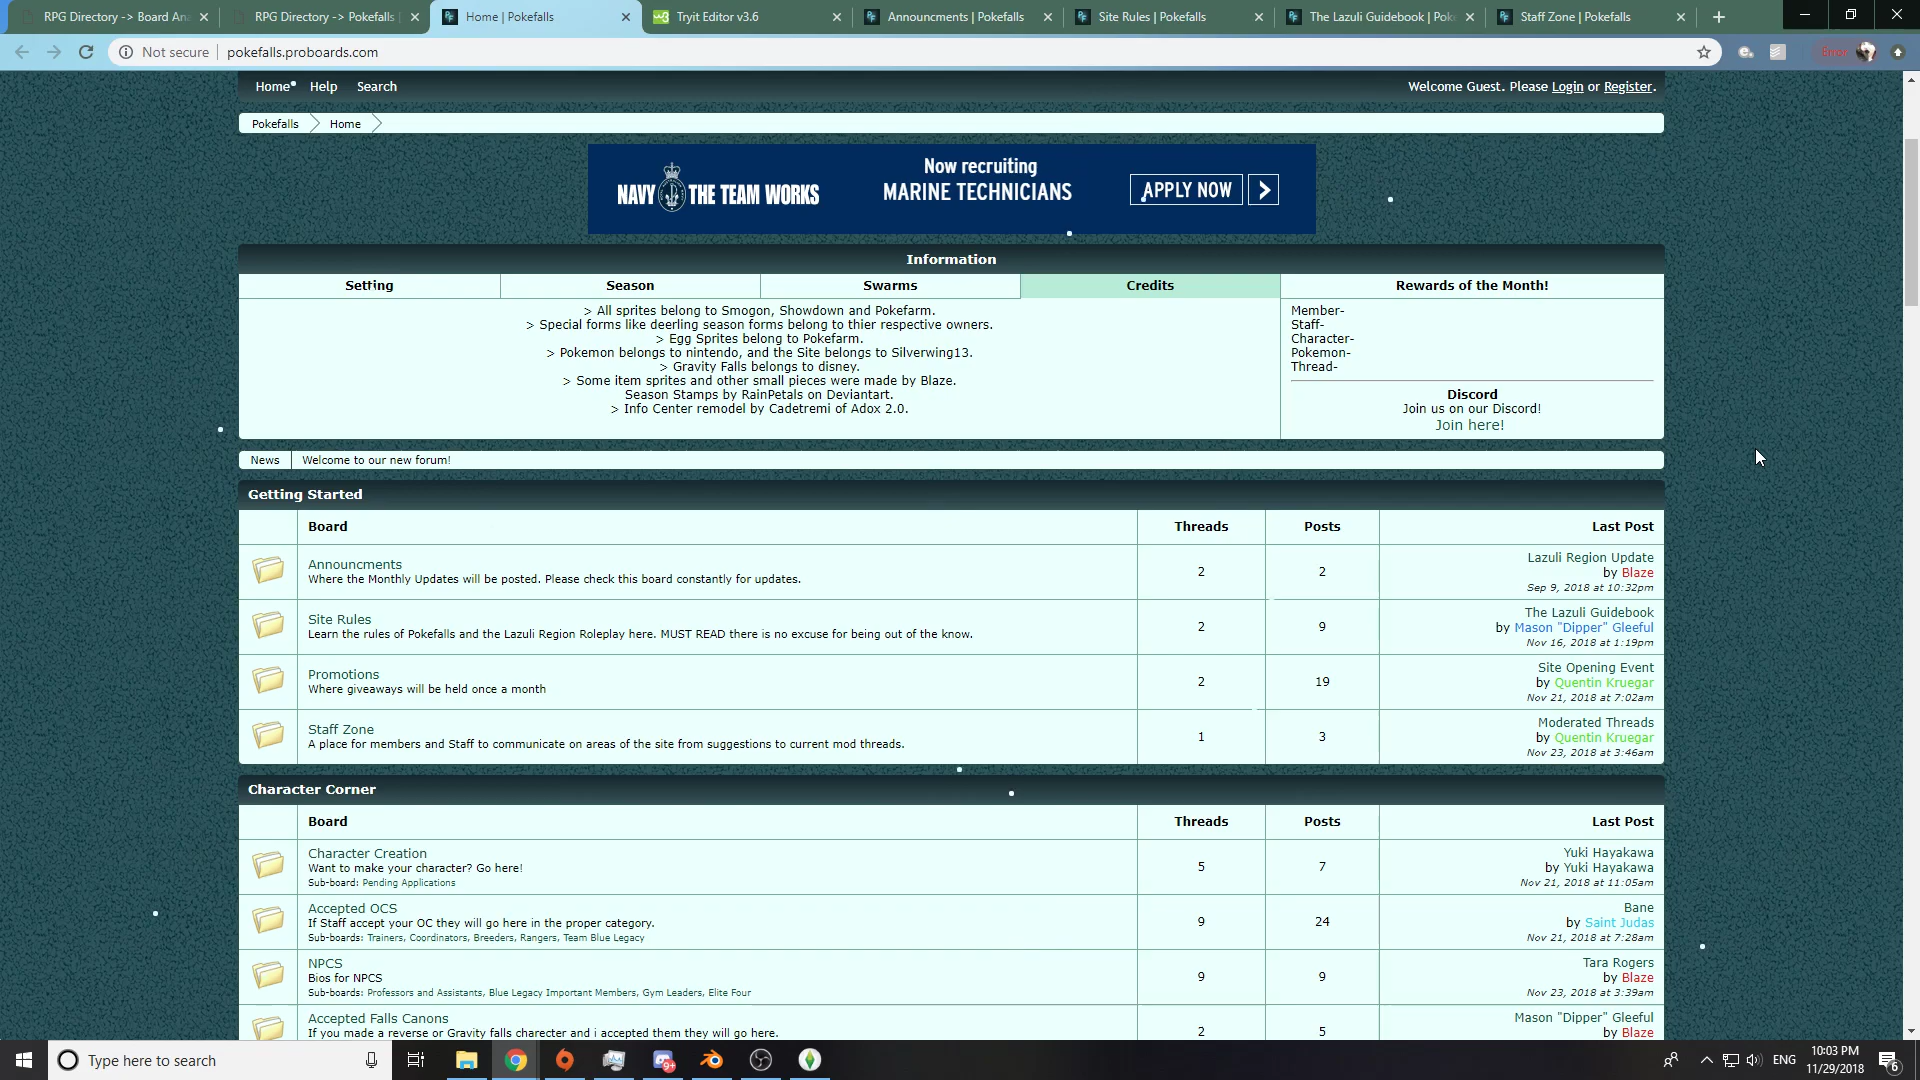 RPG Directory -> Board Ana
RPG Directory -> Pokefalls
Home | Pokefalls
Tryit Editor v3.6
Announcments | Pokefalls
Site Rules | Pokefalls
The Lazuli Guidebook | Pok
Staff Zone | Pokefalls
Not secure
pokefalls.proboards.com
Error
Home Help Search
Welcome Guest. Please Login or Register.
Pokefalls Home
NAVY THE TEAM WORKS
Now recruiting
MARINE TECHNICIANS
APPLY NOW
Information
Setting Season Swarms Credits Rewards of the Month!
> All sprites belong to Smogon, Showdown and Pokefarm.
> Special forms like deerling season forms belong to thier respective owners.
> Egg Sprites belong to Pokefarm.
> Pokemon belongs to nintendo, and the Site belongs to Silverwing13.
> Gravity Falls belongs to disney.
> Some item sprites and other small pieces were made by Blaze.
Season Stamps by RainPetals on Deviantart.
> Info Center remodel by Cadetremi of Adox 2.0.
Member-
Staff-
Character-
Pokemon-
Thread-
Discord
Join us on our Discord!
Join here!
News Welcome to our new forum!
Getting Started
Board Threads Posts Last Post
Announcments
Where the Monthly Updates will be posted. Please check this board constantly for updates.
2 2
Lazuli Region Update
by Blaze
Sep 9, 2018 at 10:32pm
Site Rules
Learn the rules of Pokefalls and the Lazuli Region Roleplay here. MUST READ there is no excuse for being out of the know.
2 9
The Lazuli Guidebook
by Mason "Dipper" Gleeful
Nov 16, 2018 at 1:19pm
Promotions
Where giveaways will be held once a month
2 19
Site Opening Event
by Quentin Kruegar
Nov 21, 2018 at 7:02am
Staff Zone
A place for members and Staff to communicate on areas of the site from suggestions to current mod threads.
1 3
Moderated Threads
by Quentin Kruegar
Nov 23, 2018 at 3:46am
Character Corner
Board Threads Posts Last Post
Character Creation
Want to make your character? Go here!
Sub-board: Pending Applications
5 7
Yuki Hayakawa
by Yuki Hayakawa
Nov 21, 2018 at 11:05am
Accepted OCS
If Staff accept your OC they will go here in the proper category.
Sub-boards: Trainers, Coordinators, Breeders, Rangers, Team Blue Legacy
9 24
Bane
by Saint Judas
Nov 21, 2018 at 7:28am
NPCS
Bios for NPCS
Sub-boards: Professors and Assistants, Blue Legacy Important Members, Gym Leaders, Elite Four
9 9
Tara Rogers
by Blaze
Nov 23, 2018 at 3:39am
Accepted Falls Canons
If you made a reverse or Gravity falls charecter and i accepted them they will go here.
2 5
Mason "Dipper" Gleeful
by Blaze
Type here to search
9+
ENG
10:03 PM
11/29/2018
6